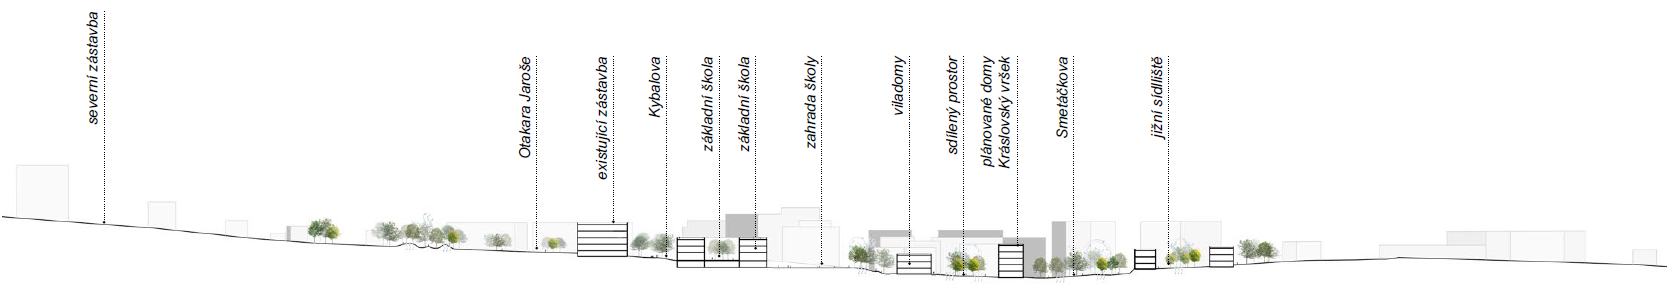 severní zástavba
Otakara Jaroše
existující zástavba
Kybalova
základní škola
základní škola
zahrada školy
viladomy
sdílený prostor
plánované domy
Kráslovský vršek
Smetáčkova
jižní sídlliště